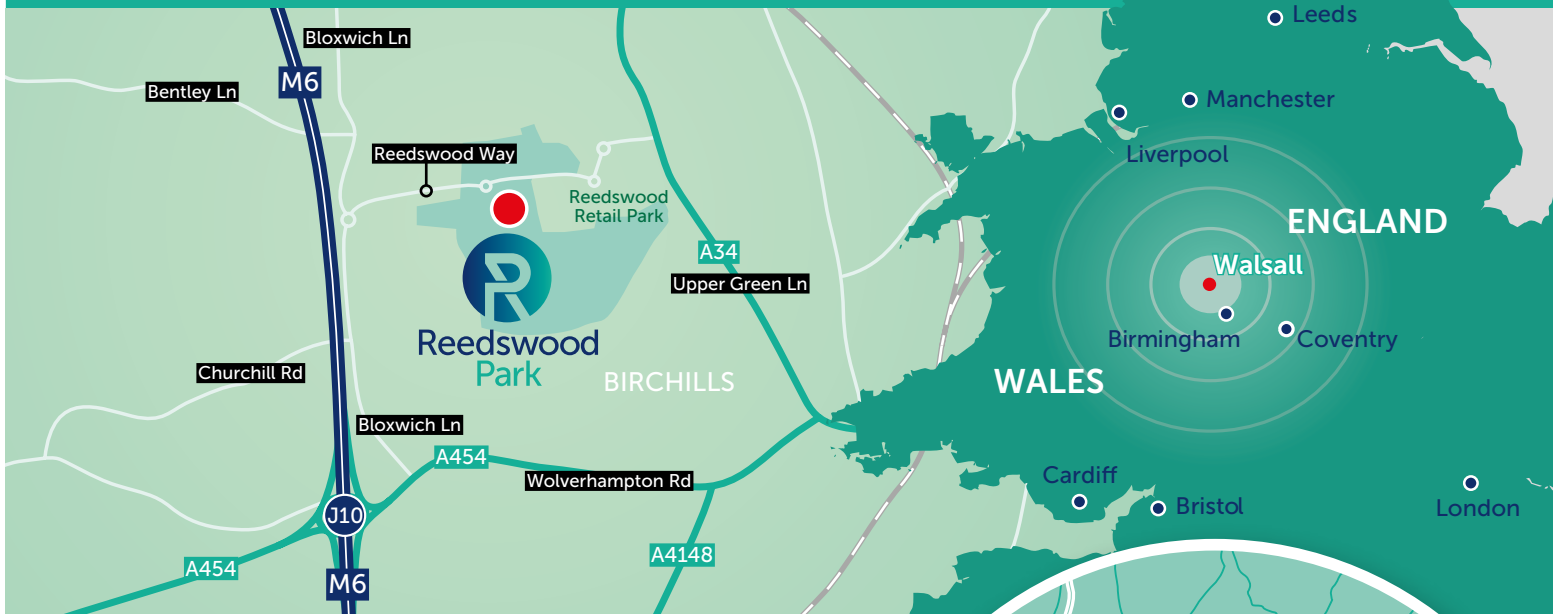 Leeds
Bloxwich Ln
M6
Bentley Ln
Manchester
Reedswood Way
Liverpool
Reedswood
Retail Park
ENGLAND
A34
Walsall
Upper Green Ln
R
Reedswood
Park
Birmingham
Coventry
Churchill Rd
BIRCHILLS
WALES
Bloxwich Ln
A454
Wolverhampton Rd
Cardiff
Bristol
London
J10
A454
A4148
M6